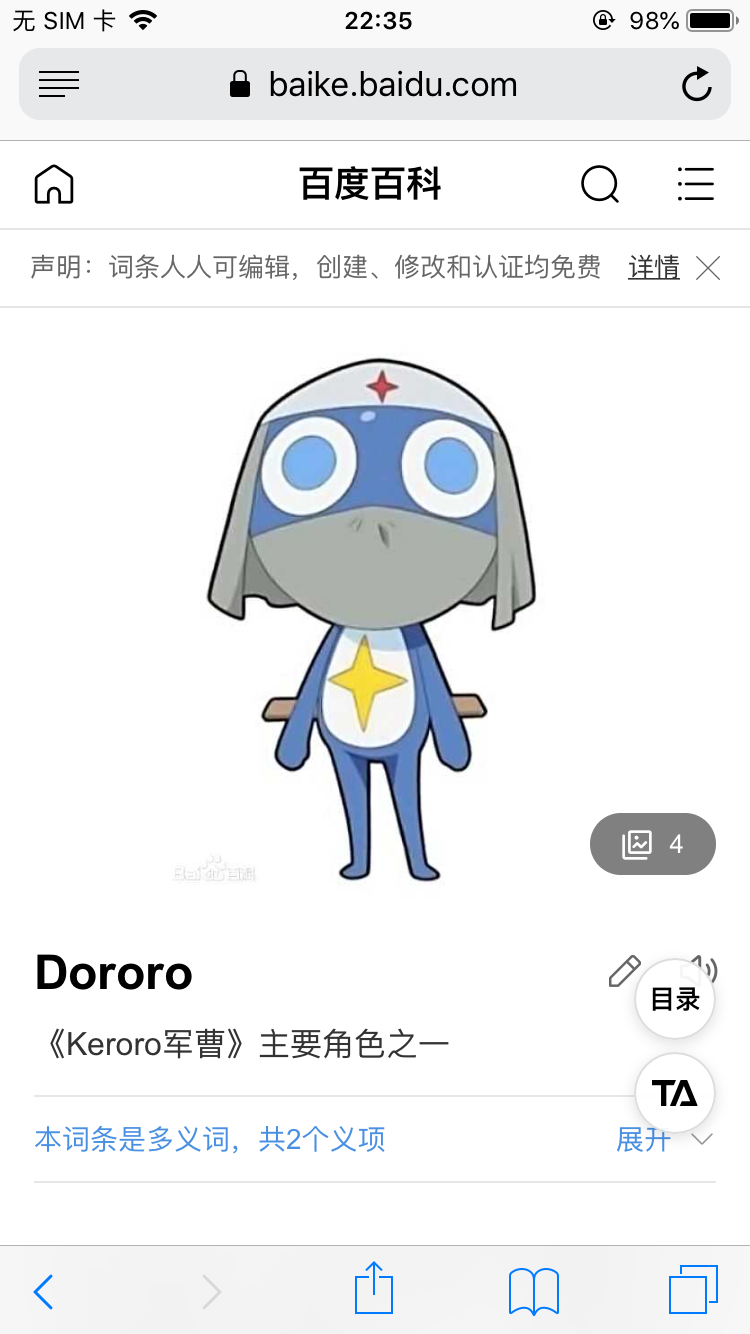 无 SIM 卡 22:35 98%
baike.baidu.com
百度百科
声明：词条人人可编辑，创建、修改和认证均免费 详情
Bai 百科
4
Dororo
目录
《Keroro军曹》主要角色之一
TA
本词条是多义词，共2个义项 展开